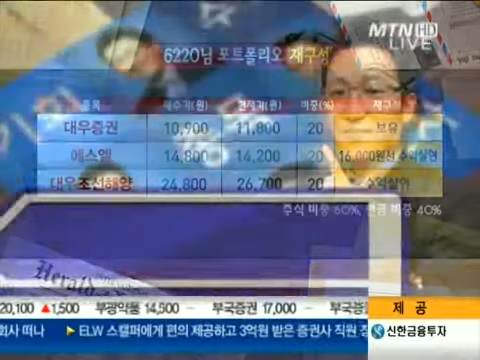 MTN HD
LIVE
6220님 포트폴리오 재구성
종목 매수가(원) 현재가(원) 비중(%) 재구성
대우증권 10,900 11,800 20 보유
에스엘 14,800 14,200 20 16,000원선 수익실현
대우조선해양 24,800 26,700 20 수익실현
주식 비중 60%, 현금 비중 40%
Herald
20,100 ▲1,500 부광약품 14,500 ─ 부국증권 17,000 ─ 부국증
제 공
회사 떠나 ▶ ELW 스캘퍼에게 편의 제공하고 3억원 받은 증권사 직원 징
신한금융투자